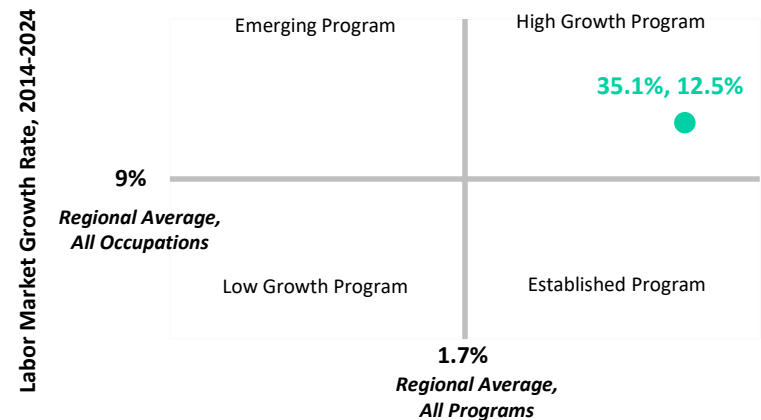 Labor Market Growth Rate, 2014-2024
Emerging Program
High Growth Program
35.1%, 12.5%
9%
Regional Average,
All Occupations
Low Growth Program
Established Program
1.7%
Regional Average,
All Programs